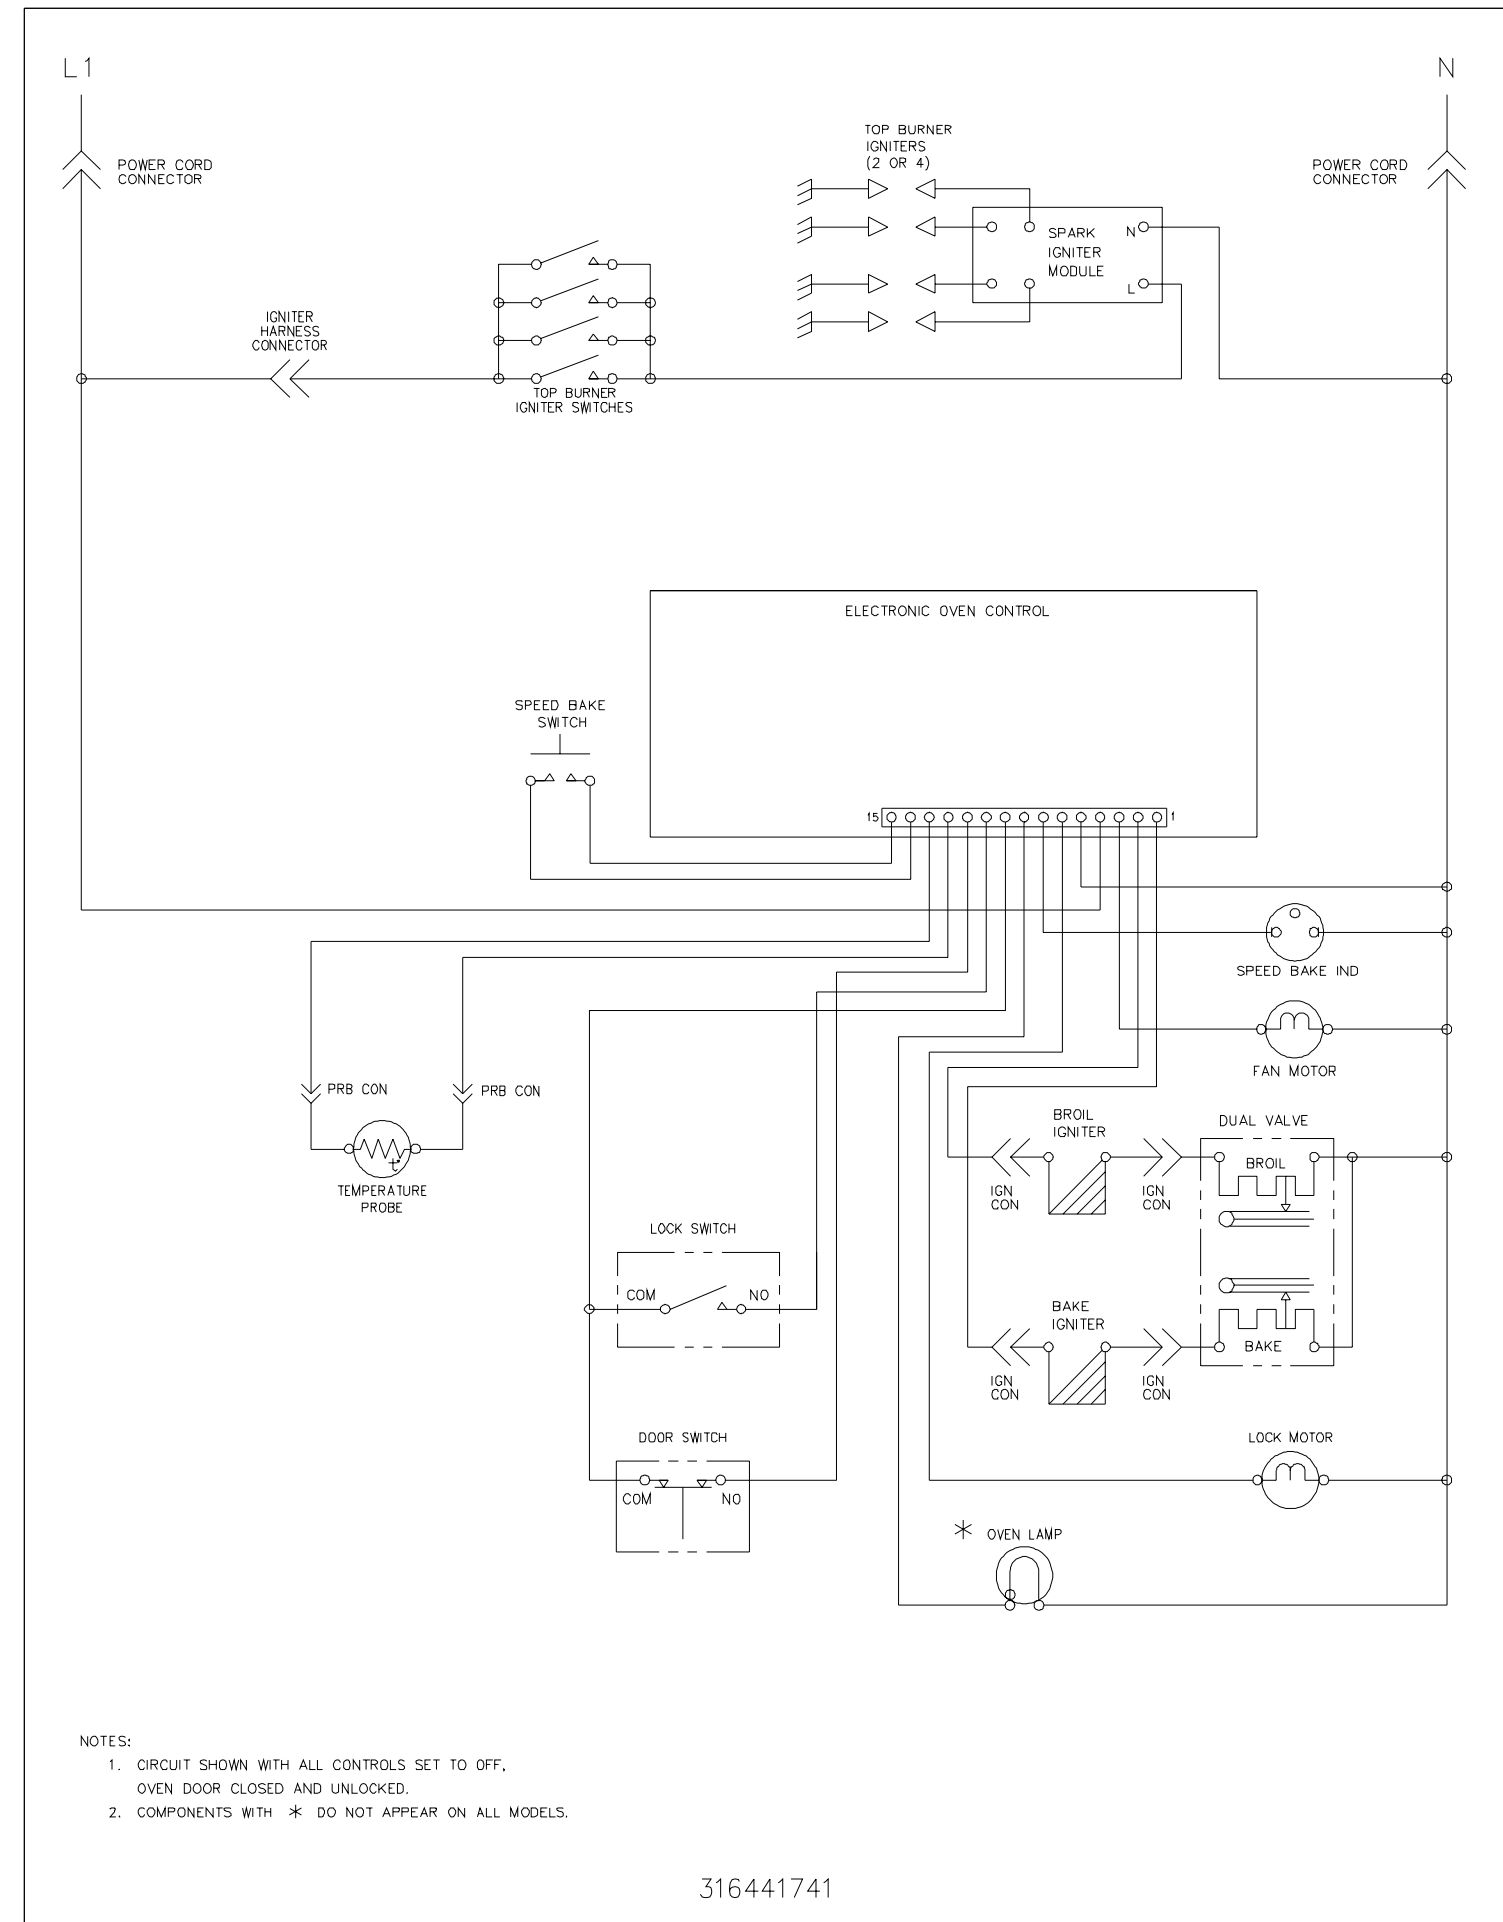 L1
N
POWER CORD
CONNECTOR
TOP BURNER
IGNITERS
(2 OR 4)
POWER CORD
CONNECTOR
SPARK
IGNITER
MODULE
N
L
IGNITER
HARNESS
CONNECTOR
TOP BURNER
IGNITER SWITCHES
ELECTRONIC OVEN CONTROL
SPEED BAKE
SWITCH
15
1
SPEED BAKE IND
FAN MOTOR
PRB CON
PRB CON
t°
TEMPERATURE
PROBE
BROIL
IGNITER
DUAL VALVE
BROIL
IGN
CON
IGN
CON
LOCK SWITCH
COM
NO
BAKE
IGNITER
BAKE
IGN
CON
IGN
CON
DOOR SWITCH
COM
NO
LOCK MOTOR
* OVEN LAMP
NOTES:
1. CIRCUIT SHOWN WITH ALL CONTROLS SET TO OFF,
OVEN DOOR CLOSED AND UNLOCKED.
2. COMPONENTS WITH * DO NOT APPEAR ON ALL MODELS.
316441741